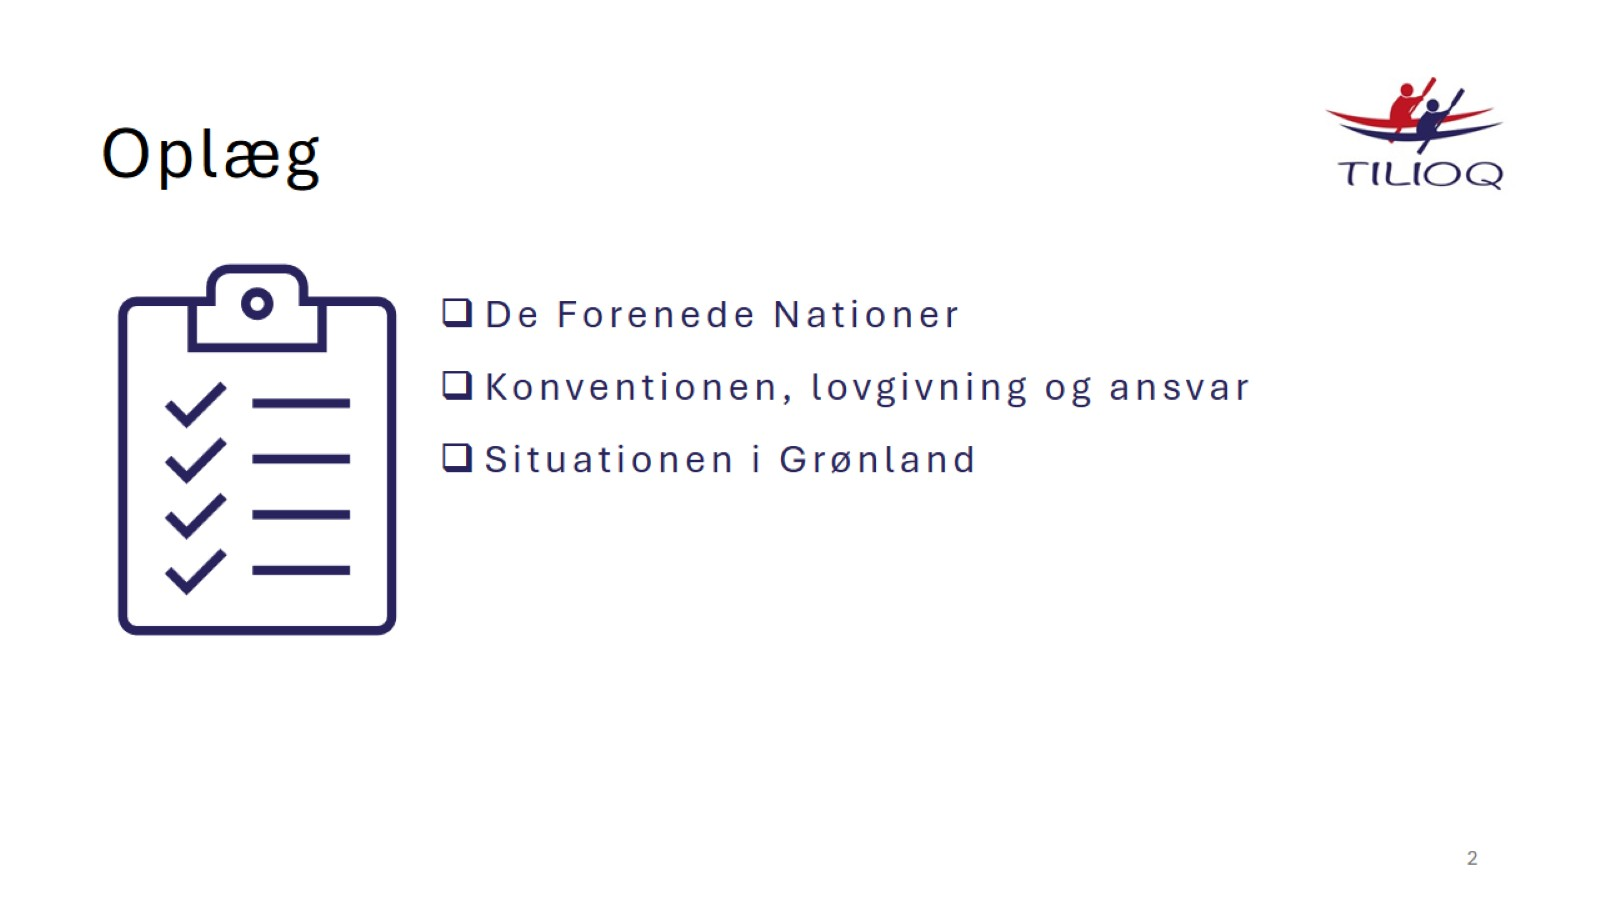 Oplæg
TILIOQ
❑ De Forenede Nationer
❑ Konventionen, lovgivning og ansvar
❑ Situationen i Grønland
2